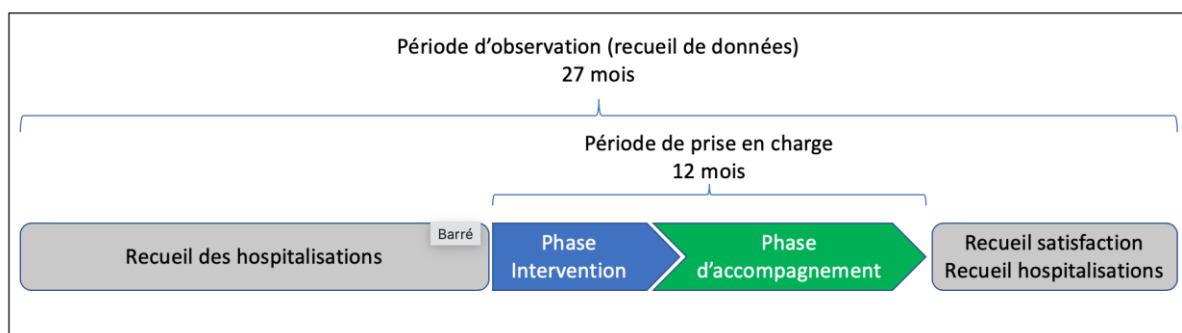 Période d'observation (recueil de données)
27 mois
Période de prise en charge
12 mois
Recueil des hospitalisations
Barré
Phase
Intervention
Phase
d'accompagnement
Recueil satisfaction
Recueil hospitalisations